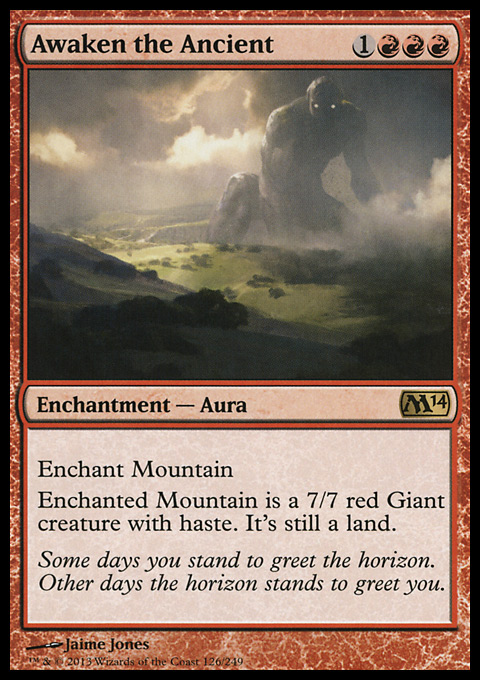 Awaken the Ancient 1
Enchantment — Aura M14
Enchant Mountain
Enchanted Mountain is a 7/7 red Giant
creature with haste. It's still a land.
Some days you stand to greet the horizon.
Other days the horizon stands to greet you.
Jaime Jones
™ & © 2013 Wizards of the Coast 126/249